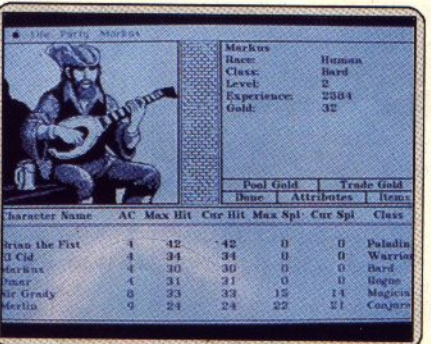 Life Party Markus
Markus
Race: Human
Class: Bard
Level: 2
Experience: 2384
Gold: 32
Pool Gold Trade Gold
Done Attributes Items
Character Name AC Max Hit Cur Hit Max Spl Cur Spl Class
Brian the Fist 4 42 42 0 0 Paladin
El Cid 4 34 34 0 0 Warrior
Markus 4 30 30 0 0 Bard
Omar 4 31 31 0 0 Rogue
Sir Grady 8 33 33 15 14 Magicia
Merlin 9 24 24 22 21 Conjure